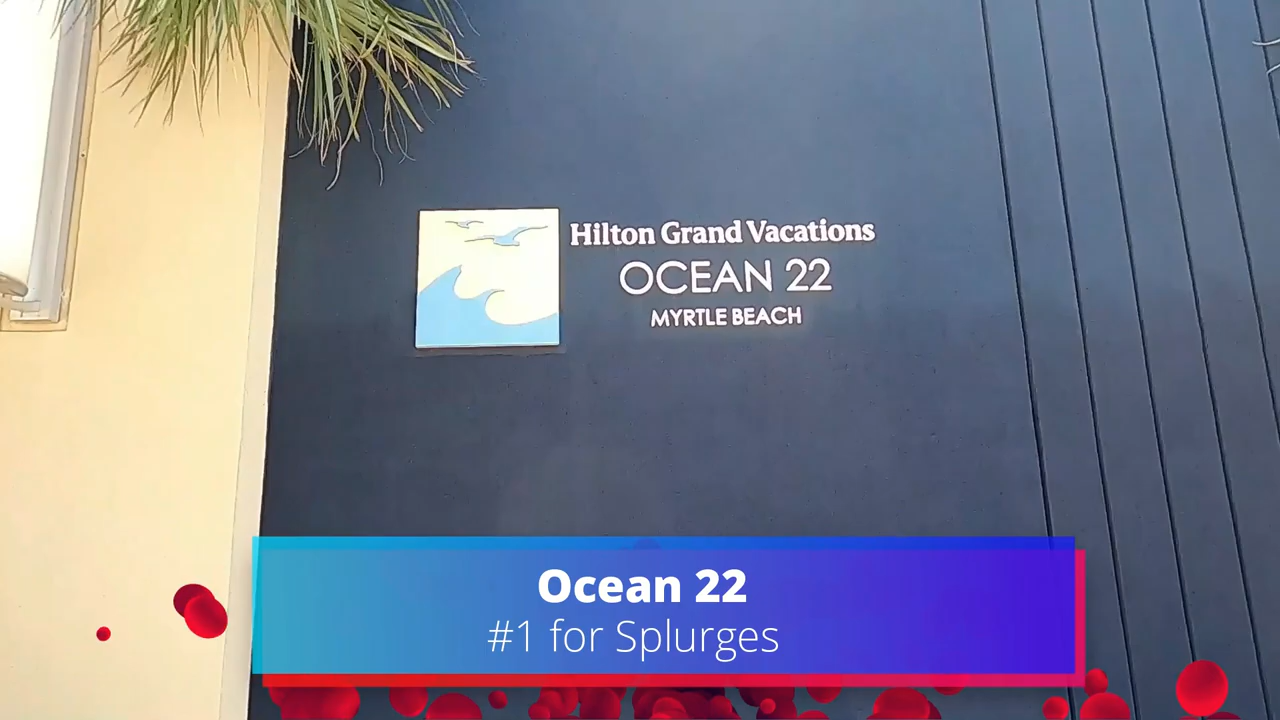 Hilton Grand Vacations
OCEAN 22
MYRTLE BEACH
Ocean 22
#1 for Splurges